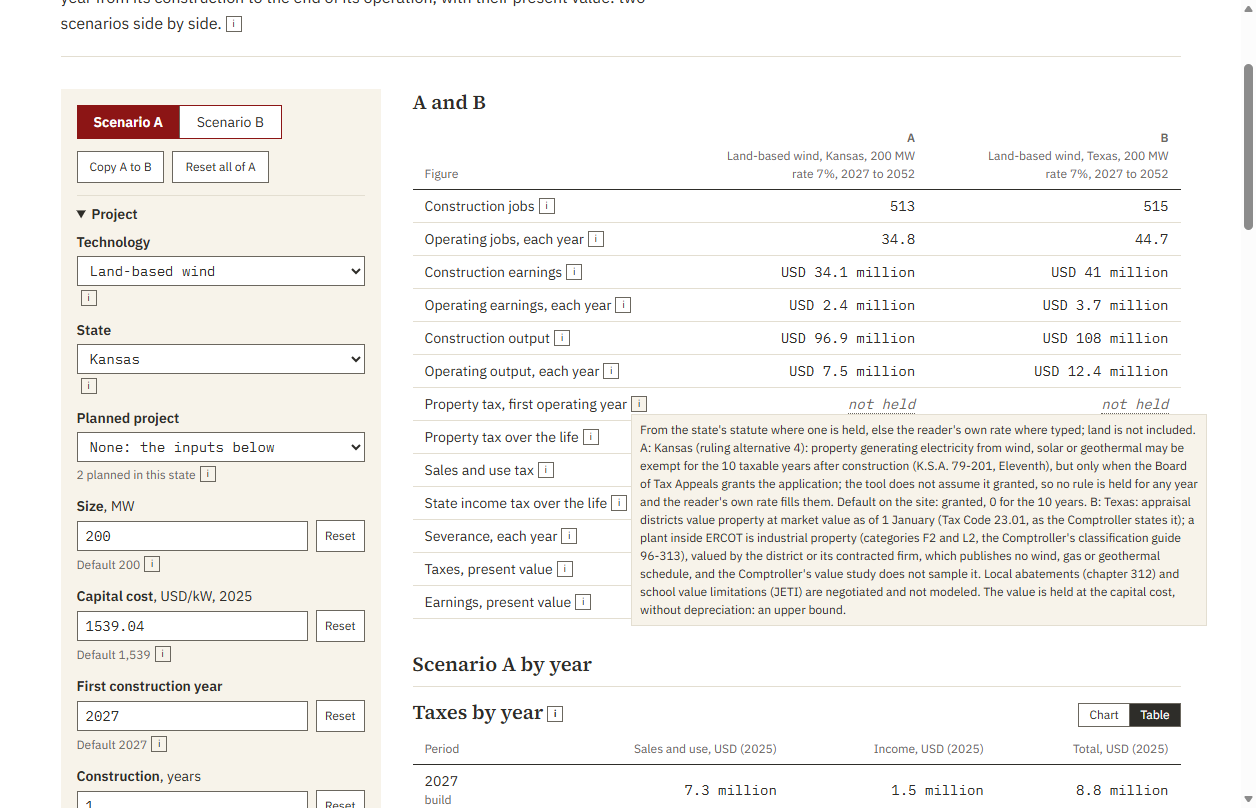 year from its construction to the end of its operation, with their present value: two
scenarios side by side. i
Scenario A Scenario B
Copy A to B Reset all of A
▼ Project
Technology
Land-based wind
i
State
Kansas
i
Planned project
None: the inputs below
2 planned in this state i
Size, MW
200 Reset
Default 200 i
Capital cost, USD/kW, 2025
1539.04 Reset
Default 1,539 i
First construction year
2027 Reset
Default 2027 i
Construction, years
1 Reset
A and B
A B
Land-based wind, Kansas, 200 MW Land-based wind, Texas, 200 MW
Figure rate 7%, 2027 to 2052 rate 7%, 2027 to 2052
Construction jobs i 513 515
Operating jobs, each year i 34.8 44.7
Construction earnings i USD 34.1 million USD 41 million
Operating earnings, each year i USD 2.4 million USD 3.7 million
Construction output i USD 96.9 million USD 108 million
Operating output, each year i USD 7.5 million USD 12.4 million
Property tax, first operating year i not held not held
Property tax over the life i
Sales and use tax i
State income tax over the life i
Severance, each year i
Taxes, present value i
Earnings, present value i
From the state's statute where one is held, else the reader's own rate where typed; land is not included.
A: Kansas (ruling alternative 4): property generating electricity from wind, solar or geothermal may be
exempt for the 10 taxable years after construction (K.S.A. 79-201, Eleventh), but only when the Board
of Tax Appeals grants the application; the tool does not assume it granted, so no rule is held for any year
and the reader's own rate fills them. Default on the site: granted, 0 for the 10 years. B: Texas: appraisal
districts value property at market value as of 1 January (Tax Code 23.01, as the Comptroller states it); a
plant inside ERCOT is industrial property (categories F2 and L2, the Comptroller's classification guide
96-313), valued by the district or its contracted firm, which publishes no wind, gas or geothermal
schedule, and the Comptroller's value study does not sample it. Local abatements (chapter 312) and
school value limitations (JETI) are negotiated and not modeled. The value is held at the capital cost,
without depreciation: an upper bound.
Scenario A by year
Taxes by year i Chart Table
Period Sales and use, USD (2025) Income, USD (2025) Total, USD (2025)
2027 7.3 million 1.5 million 8.8 million
build